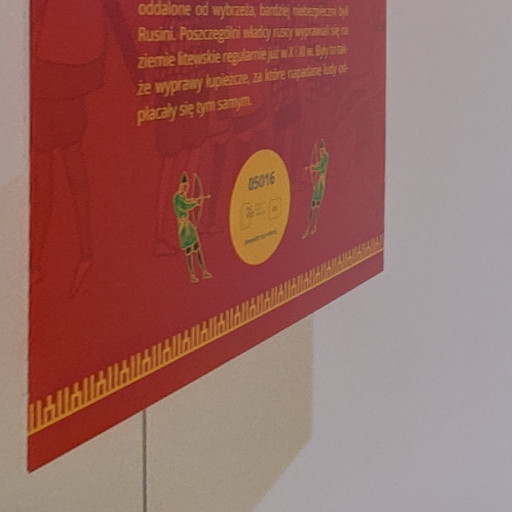 oddalone od wybrzeża, bardziej niebezpieczni byli
Rusini. Poszczególni władcy ruscy wyprawiali się na
ziemie litewskie regularnie już w X i XI w. Były to tak-
że wyprawy łupieżcze, za które napadane ludy od-
płacały się tym samym.
05016